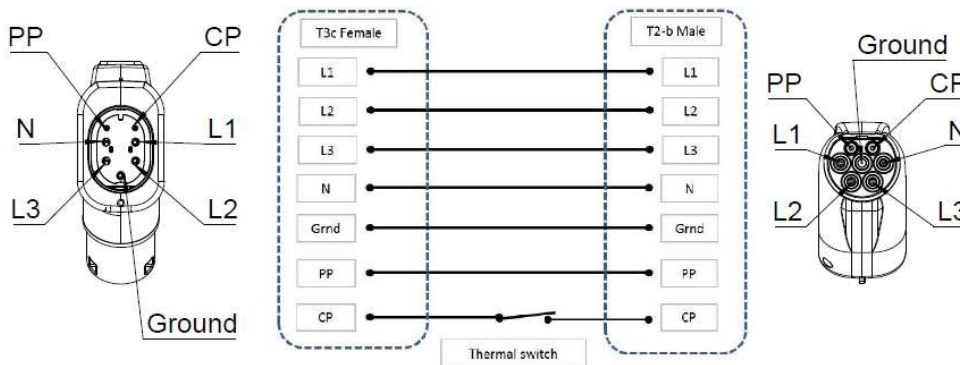 PP CP
N L1
L3 L2
Ground
T3c Female T2-b Male
L1 L1
L2 L2
L3 L3
N N
Grnd Grnd
PP PP
CP CP
Thermal switch
Ground
PP CP
L1 N
L2 L3